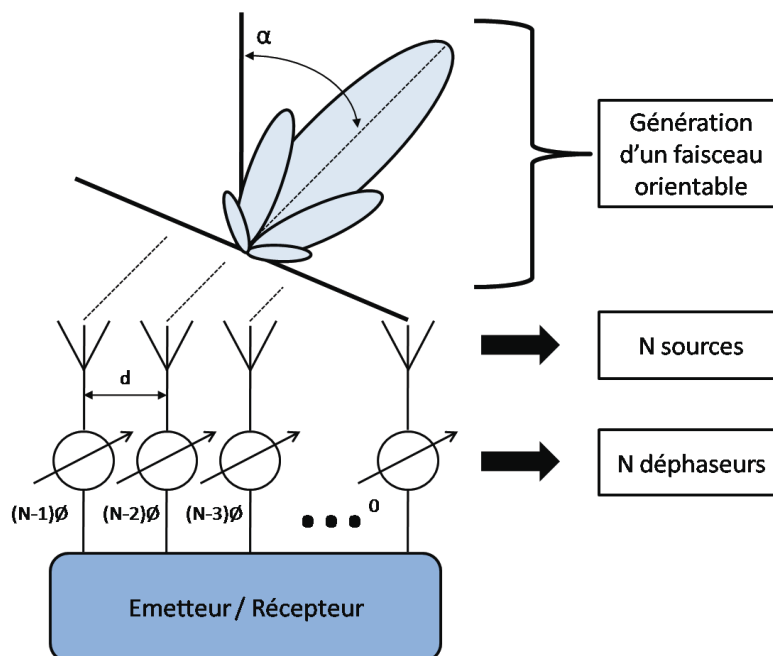 α
Génération
d'un faisceau
orientable
N sources
d
N déphaseurs
(N-1)Ø
(N-2)Ø
(N-3)Ø
0
Emetteur / Récepteur